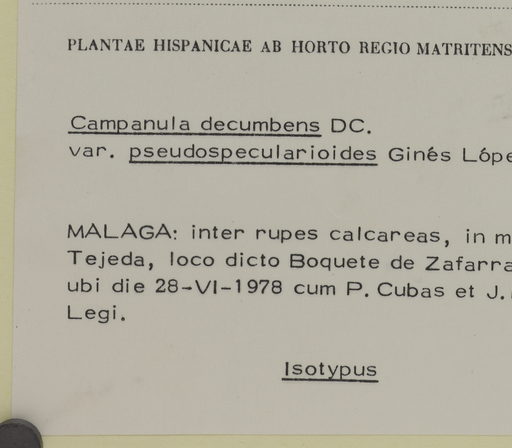 PLANTAE HISPANICAE AB HORTO REGIO MATRITENS
Campanula decumbens DC.
var. pseudospecularioides Ginés Lópe
MALAGA: inter rupes calcareas, in m
Tejeda, loco dicto Boquete de Zafarra
ubi die 28-VI-1978 cum P. Cubas et J.
Legi.
Isotypus